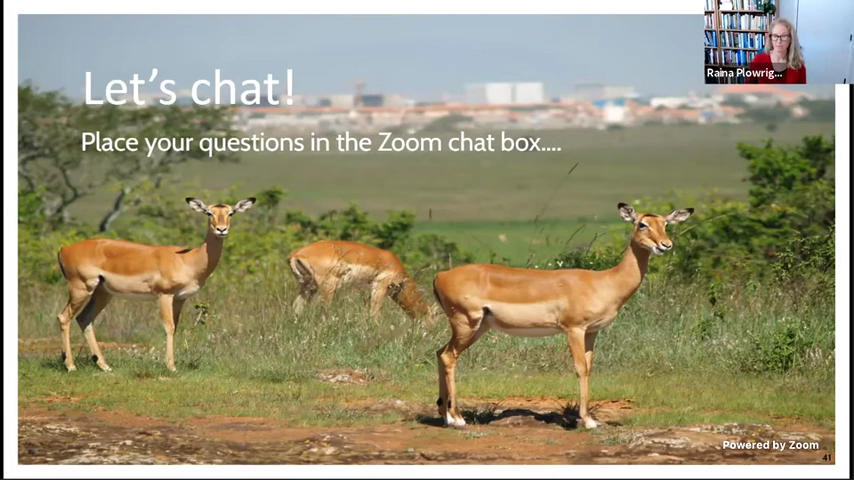 Let's chat!
Place your questions in the Zoom chat box....
Raina Plowrig...
Powered by Zoom
41